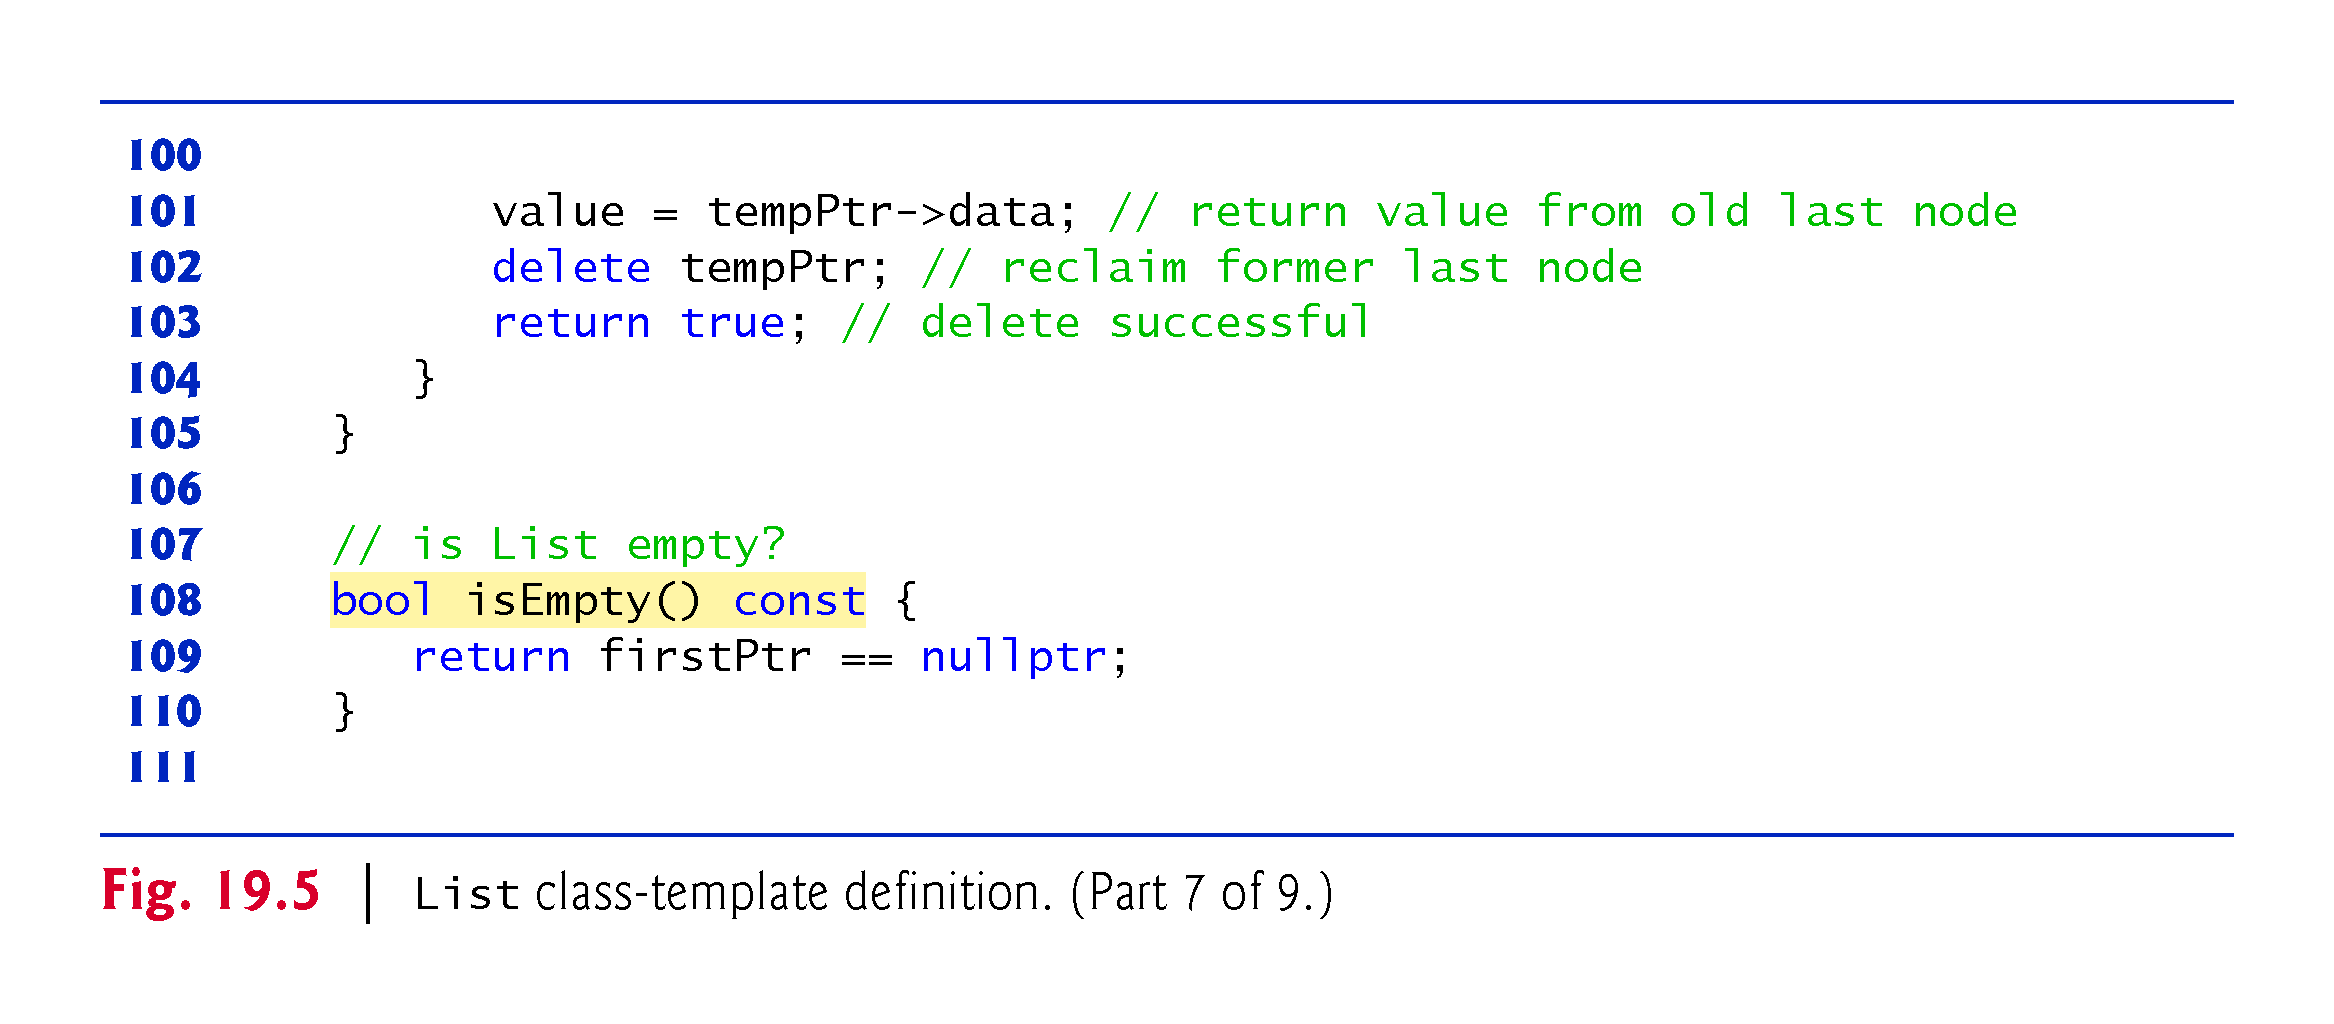 100
101 value = tempPtr->data; // return value from old last node
102 delete tempPtr; // reclaim former last node
103 return true; // delete successful
104 }
105 }
106
107 // is List empty?
108 bool isEmpty() const {
109 return firstPtr == nullptr;
110 }
111
Fig. 19.5 | List class-template definition. (Part 7 of 9.)